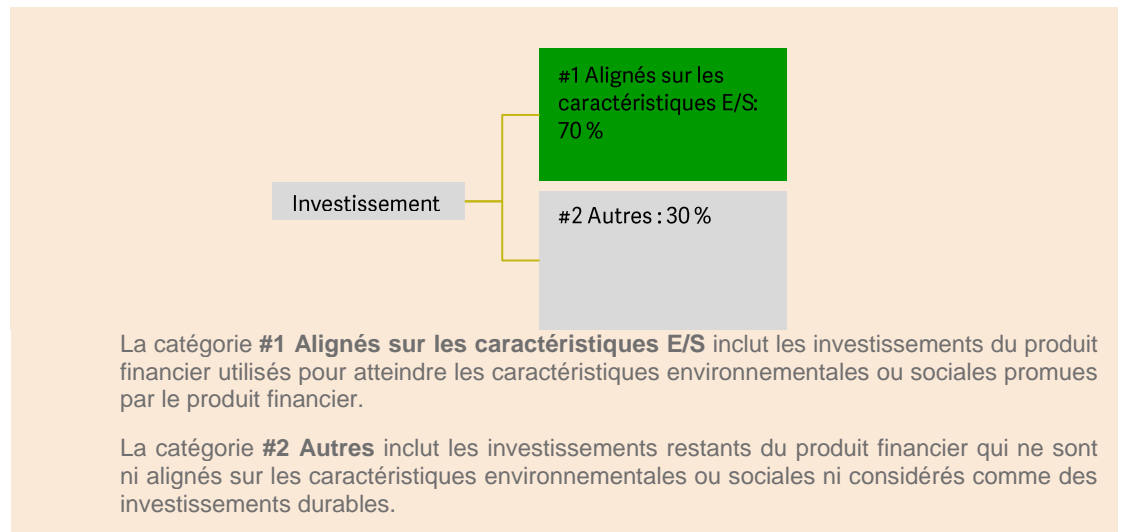 #1 Alignés sur les
caractéristiques E/S:
70 %
Investissement
#2 Autres : 30 %
La catégorie #1 Alignés sur les caractéristiques E/S inclut les investissements du produit
financier utilisés pour atteindre les caractéristiques environnementales ou sociales promues
par le produit financier.
La catégorie #2 Autres inclut les investissements restants du produit financier qui ne sont
ni alignés sur les caractéristiques environnementales ou sociales ni considérés comme des
investissements durables.